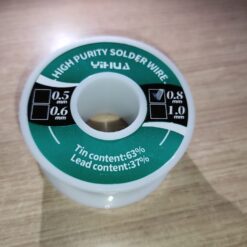 HIGH PURITY SOLDER WIRE
YIHUA
0.5 mm
0.8 mm
0.6 mm
1.0 mm
Tin content:63%
Lead content:37%